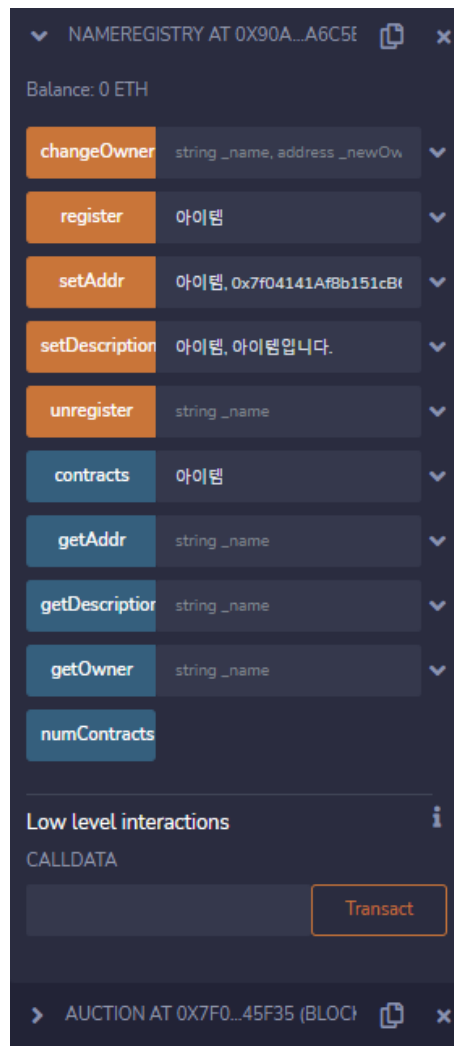 NAMEREGISTRY AT 0X90A...A6C5E
Balance: 0 ETH
changeOwner string _name, address _newOw
register 아이템
setAddr 아이템, 0x7f04141Af8b151cB6
setDescription 아이템, 아이템입니다.
unregister string _name
contracts 아이템
getAddr string _name
getDescription string _name
getOwner string _name
numContracts
Low level interactions i
CALLDATA
Transact
AUCTION AT 0X7F0...45F35 (BLOCK